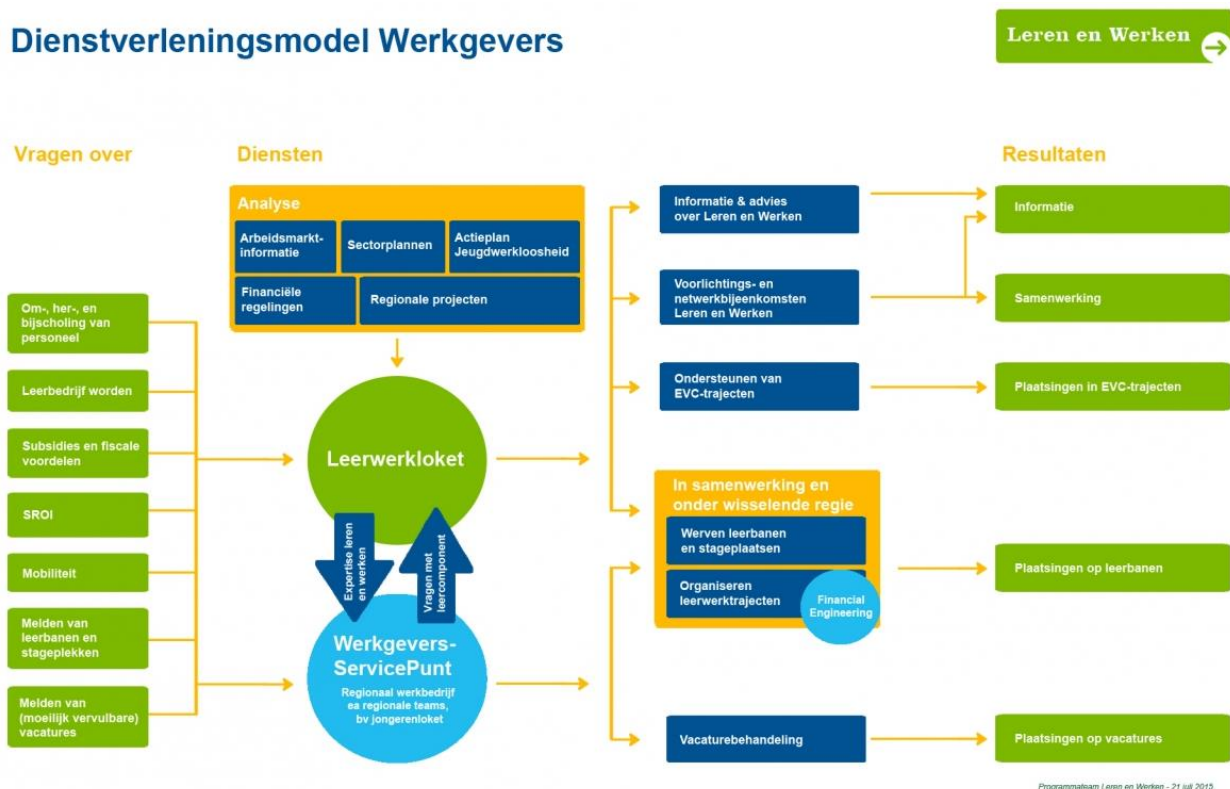 Dienstverleningsmodel Werkgevers
Leren en Werken
Vragen over
Diensten
Resultaten
Om-, her-, en
bijscholing van
personeel
Leerbedrijf worden
Subsidies en fiscale
voordelen
SROI
Mobiliteit
Melden van
leerbanen en
stageplekken
Melden van
(moeilijk vervulbare)
vacatures
Analyse
Arbeidsmarkt-
informatie
Sectorplannen
Actieplan
Jeugdwerkloosheid
Financiële
regelingen
Regionale projecten
Leerwerkloket
Expertise leren
en werken
Vragen met
leercomponent
Werkgevers-
ServicePunt
Regionaal werkbedrijf
ea regionale teams,
bv jongerenloket
Informatie & advies
over Leren en Werken
Voorlichtings- en
netwerkbijeenkomsten
Leren en Werken
Ondersteunen van
EVC-trajecten
In samenwerking en
onder wisselende regie
Werven leerbanen
en stageplaatsen
Organiseren
leerwerktrajecten
Financial
Engineering
Vacaturebehandeling
Informatie
Samenwerking
Plaatsingen in EVC-trajecten
Plaatsingen op leerbanen
Plaatsingen op vacatures
Programmateam Leren en Werken - 21 juli 2015